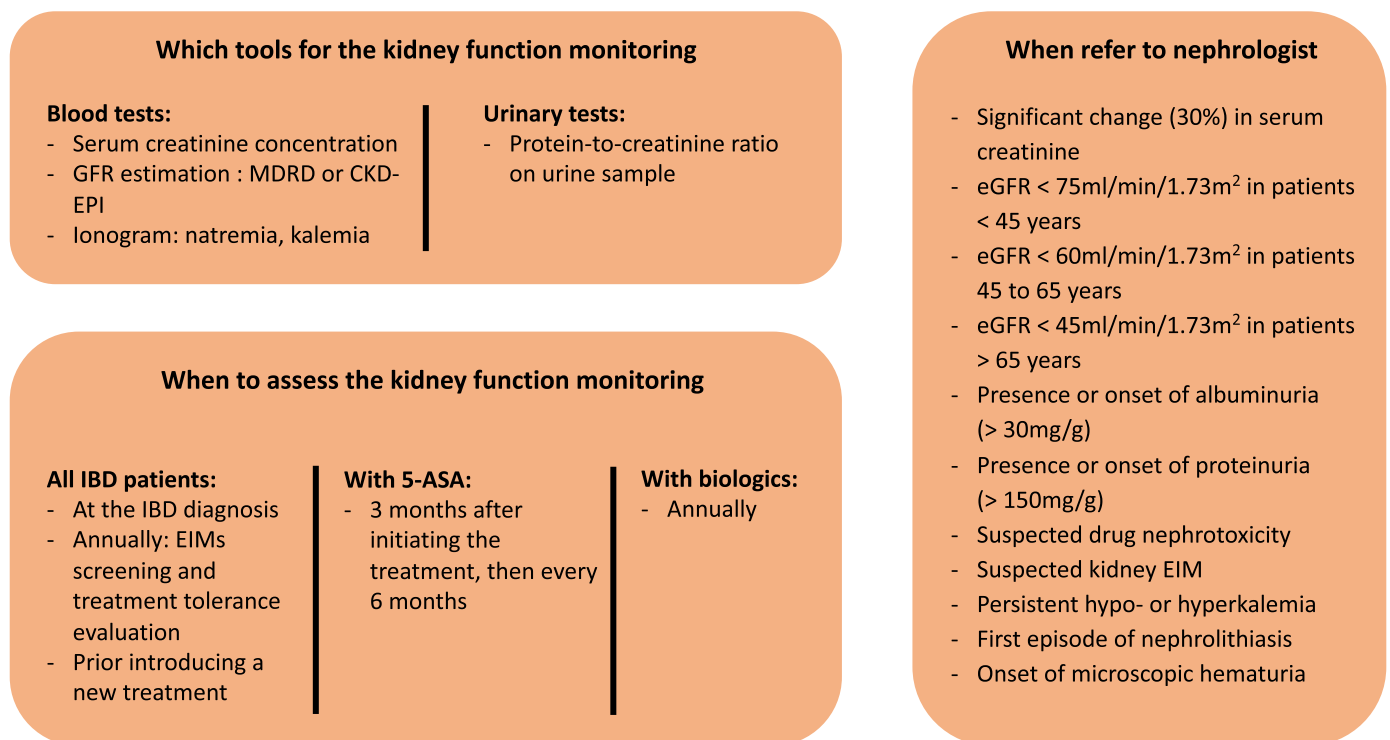 Which tools for the kidney function monitoring
Blood tests:
- Serum creatinine concentration
- GFR estimation : MDRD or CKD-
EPI
- Ionogram: natremia, kalemia
Urinary tests:
- Protein-to-creatinine ratio
on urine sample
When to assess the kidney function monitoring
All IBD patients:
- At the IBD diagnosis
- Annually: EIMs
screening and
treatment tolerance
evaluation
- Prior introducing a
new treatment
With 5-ASA:
- 3 months after
initiating the
treatment, then every
6 months
With biologics:
- Annually
When refer to nephrologist
- Significant change (30%) in serum
creatinine
- eGFR < 75ml/min/1.73m² in patients
< 45 years
- eGFR < 60ml/min/1.73m² in patients
45 to 65 years
- eGFR < 45ml/min/1.73m² in patients
> 65 years
- Presence or onset of albuminuria
(> 30mg/g)
- Presence or onset of proteinuria
(> 150mg/g)
- Suspected drug nephrotoxicity
- Suspected kidney EIM
- Persistent hypo- or hyperkalemia
- First episode of nephrolithiasis
- Onset of microscopic hematuria